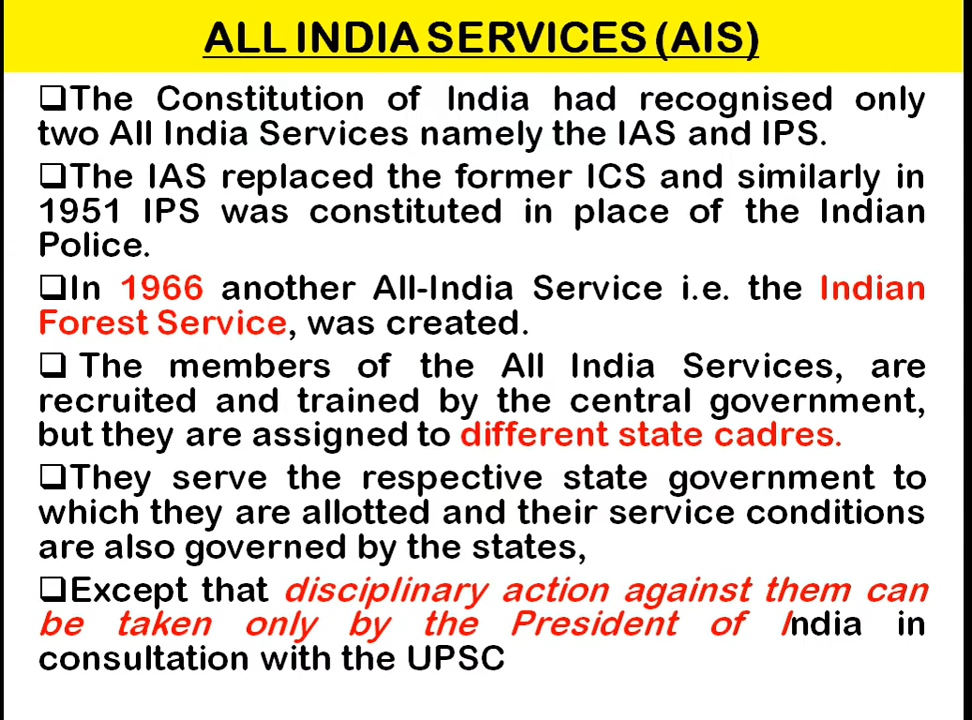 ALL INDIA SERVICES (AIS)
❑The Constitution of India had recognised only
two All India Services namely the IAS and IPS.
❑The IAS replaced the former ICS and similarly in
1951 IPS was constituted in place of the Indian
Police.
❑In 1966 another All-India Service i.e. the Indian
Forest Service, was created.
❑ The members of the All India Services, are
recruited and trained by the central government,
but they are assigned to different state cadres.
❑They serve the respective state government to
which they are allotted and their service conditions
are also governed by the states,
❑Except that disciplinary action against them can
be taken only by the President of India in
consultation with the UPSC